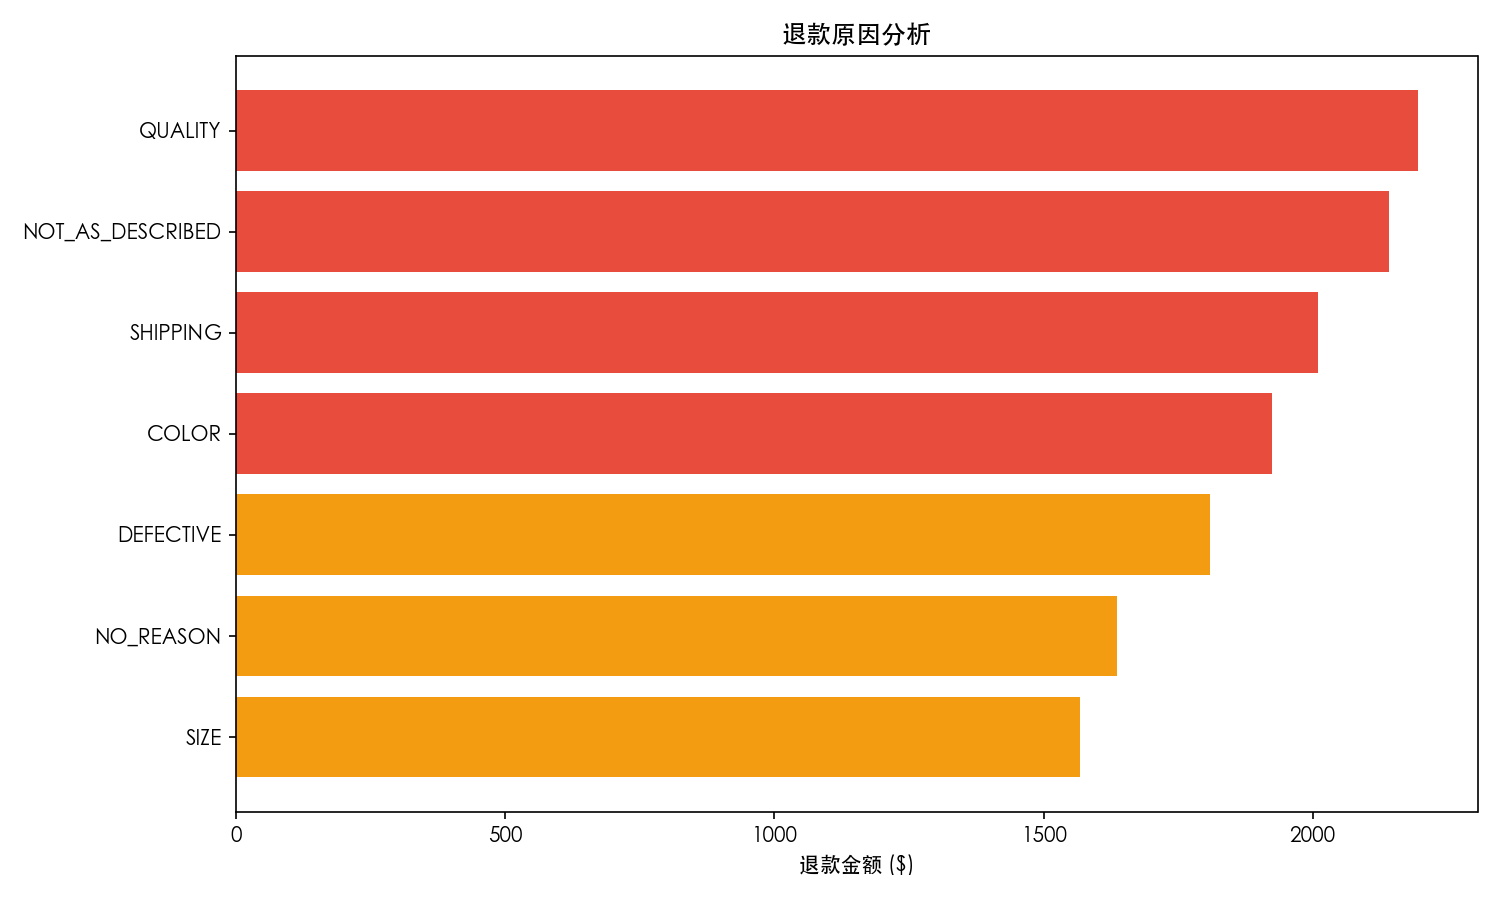 退款原因分析
QUALITY
NOT_AS_DESCRIBED
SHIPPING
COLOR
DEFECTIVE
NO_REASON
SIZE
0 500 1000 1500 2000
退款金额 ($)